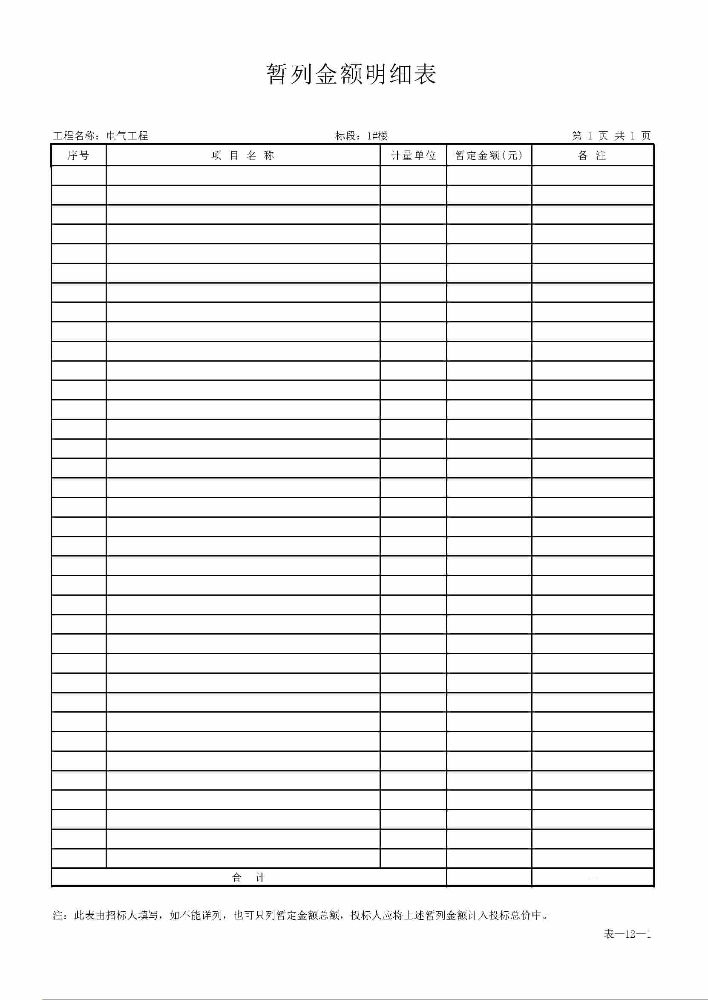 暂列金额明细表
工程名称：电气工程 标段：1#楼 第 1 页 共 1 页
序号 项 目 名 称 计量单位 暂定金额(元) 备 注
合 计 —
注：此表由招标人填写，如不能详列，也可只列暂定金额总额，投标人应将上述暂列金额计入投标总价中。
表—12—1